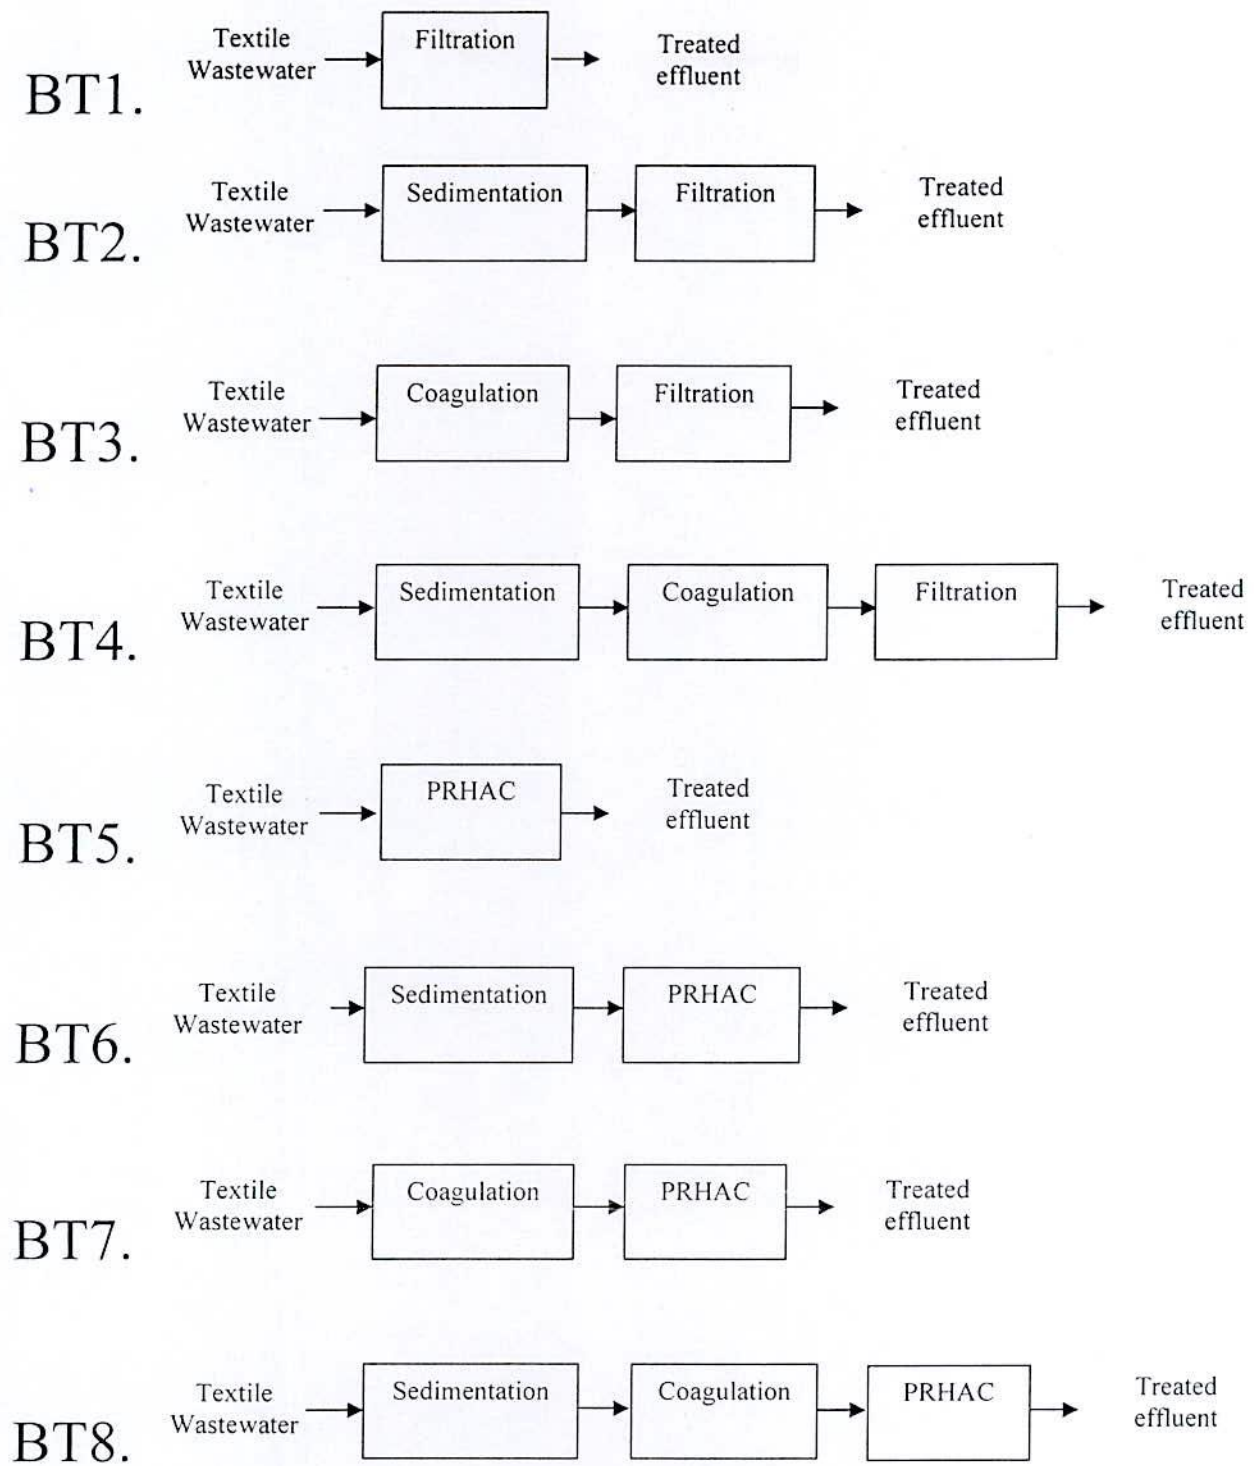 Textile
Wastewater
Filtration
Treated
effluent
BT1.
Textile
Wastewater
Sedimentation
Filtration
Treated
effluent
BT2.
Textile
Wastewater
Coagulation
Filtration
Treated
effluent
BT3.
Textile
Wastewater
Sedimentation
Coagulation
Filtration
Treated
effluent
BT4.
Textile
Wastewater
PRHAC
Treated
effluent
BT5.
Textile
Wastewater
Sedimentation
PRHAC
Treated
effluent
BT6.
Textile
Wastewater
Coagulation
PRHAC
Treated
effluent
BT7.
Textile
Wastewater
Sedimentation
Coagulation
PRHAC
Treated
effluent
BT8.